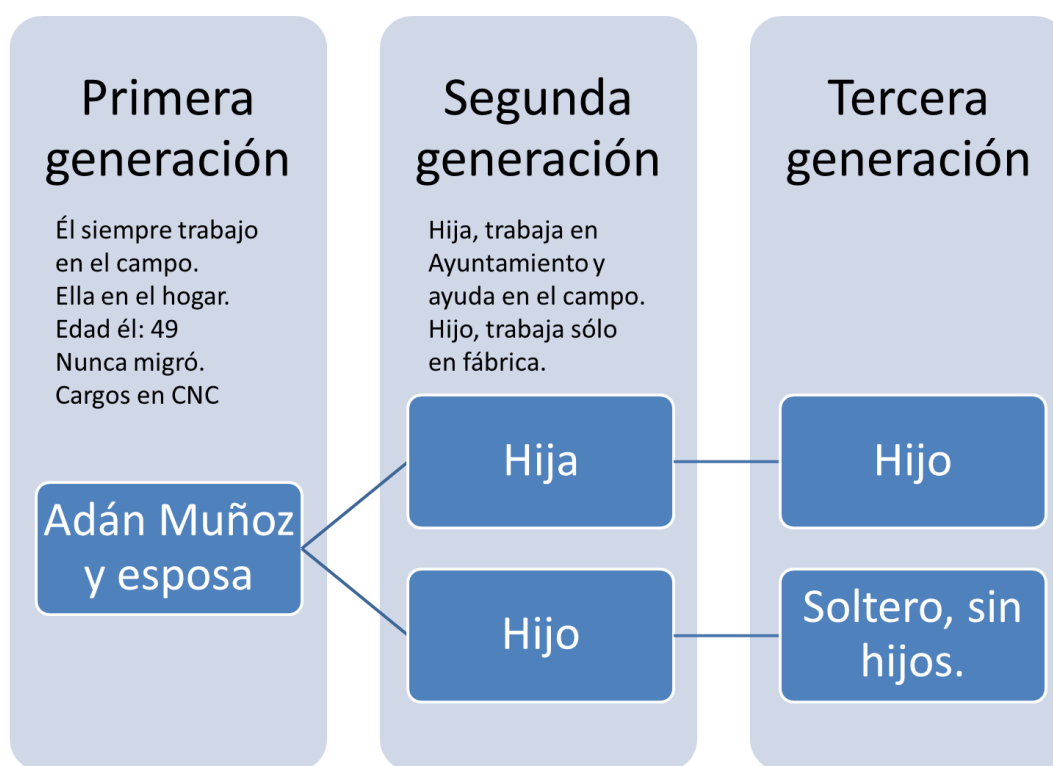 Primera
generación
Él siempre trabajo
en el campo.
Ella en el hogar.
Edad él: 49
Nunca migró.
Cargos en CNC
Adán Muñoz
y esposa
Segunda
generación
Hija, trabaja en
Ayuntamiento y
ayuda en el campo.
Hijo, trabaja sólo
en fábrica.
Hija
Hijo
Tercera
generación
Hijo
Soltero, sin
hijos.